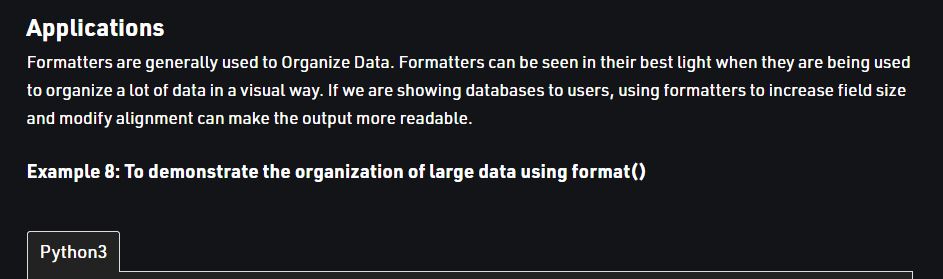 Applications
Formatters are generally used to Organize Data. Formatters can be seen in their best light when they are being used
to organize a lot of data in a visual way. If we are showing databases to users, using formatters to increase field size
and modify alignment can make the output more readable.
Example 8: To demonstrate the organization of large data using format()
Python3